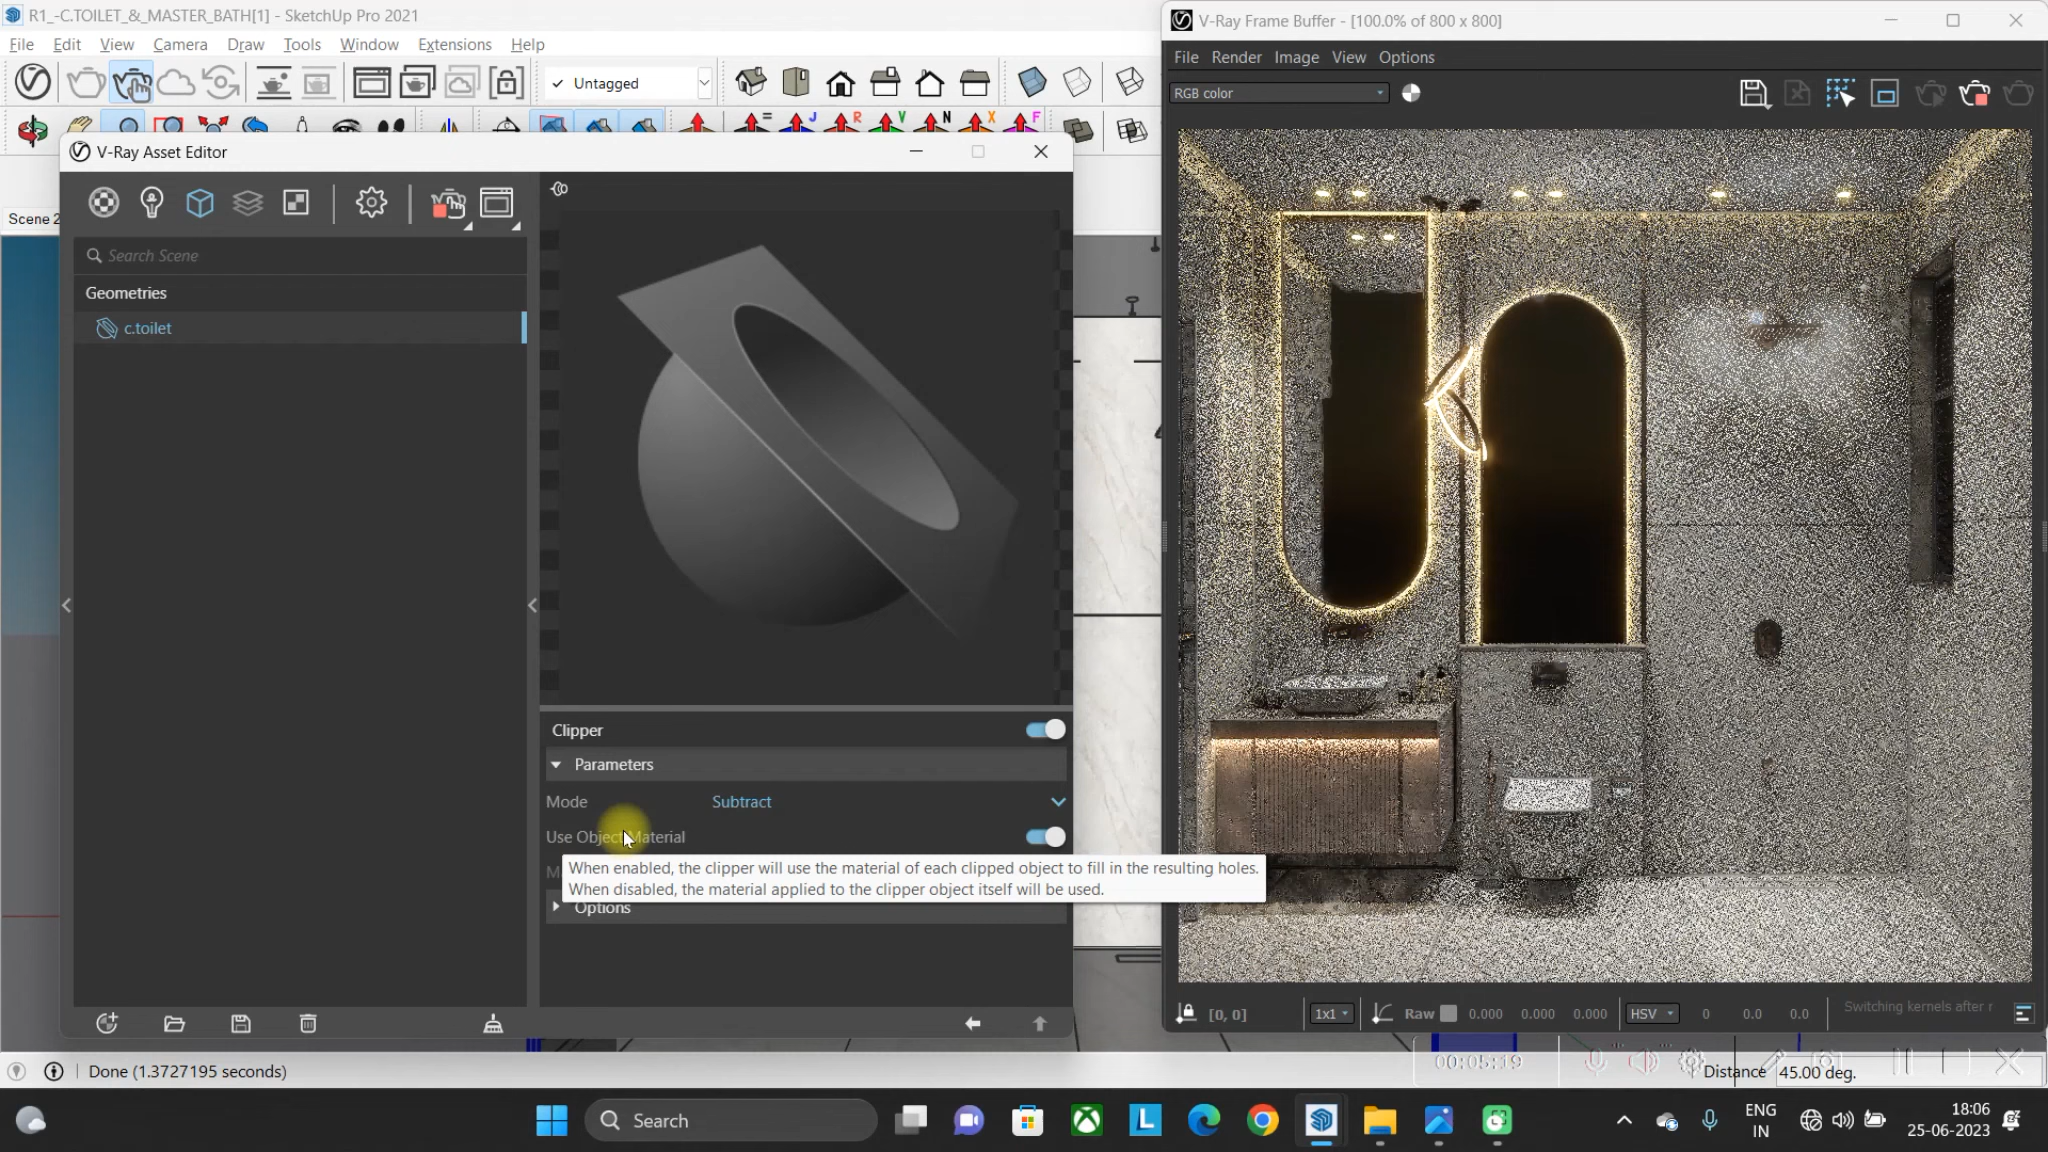 R1_-C.TOILET_&_MASTER_BATH[1] - SketchUp Pro 2021
File Edit View Camera Draw Tools Window Extensions Help
Untagged
= J R V N X F
V-Ray Asset Editor
Scene 2
Search Scene
Geometries
c.toilet
Clipper
Parameters
Mode Subtract
Use Object Material
When enabled, the clipper will use the material of each clipped object to fill in the resulting holes.
When disabled, the material applied to the clipper object itself will be used.
Options
V-Ray Frame Buffer - [100.0% of 800 x 800]
File Render Image View Options
RGB color
[0, 0] 1x1 Raw 0.000 0.000 0.000 HSV 0 0.0 0.0 Switching kernels after r
00:05:19
Done (1.3727195 seconds)
Distance 45.00 deg.
Search
ENG
IN
18:06
25-06-2023